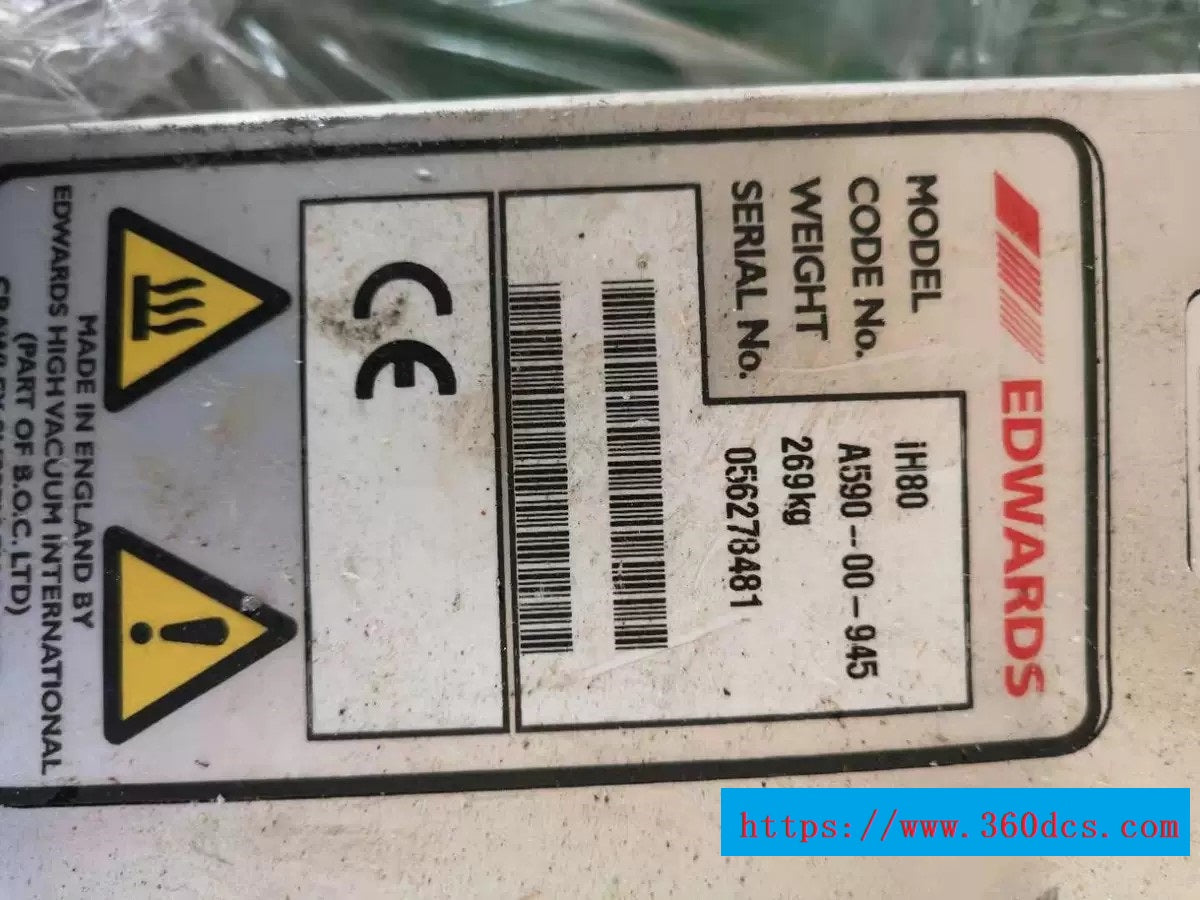 EDWARDS
MODEL iH80
CODE No. A590-00-945
WEIGHT 269kg
SERIAL No. 056278481
CE
MADE IN ENGLAND BY
EDWARDS HIGH VACUUM INTERNATIONAL
(PART OF B.O.C. LTD)
https://www.360dcs.com